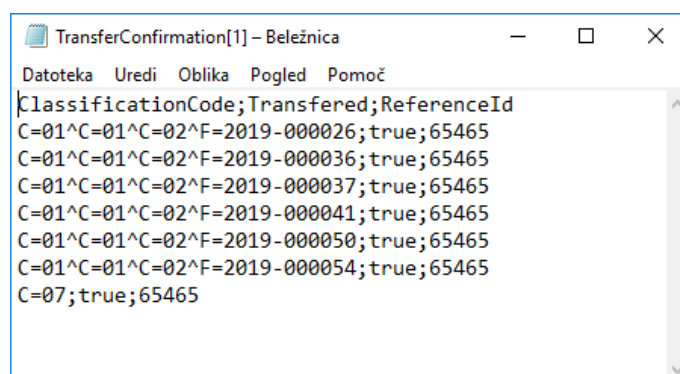 TransferConfirmation[1] – Beležnica
Datoteka Uredi Oblika Pogled Pomoč
ClassificationCode;Transfered;ReferenceId
C=01^C=01^C=02^F=2019-000026;true;65465
C=01^C=01^C=02^F=2019-000036;true;65465
C=01^C=01^C=02^F=2019-000037;true;65465
C=01^C=01^C=02^F=2019-000041;true;65465
C=01^C=01^C=02^F=2019-000050;true;65465
C=01^C=01^C=02^F=2019-000054;true;65465
C=07;true;65465